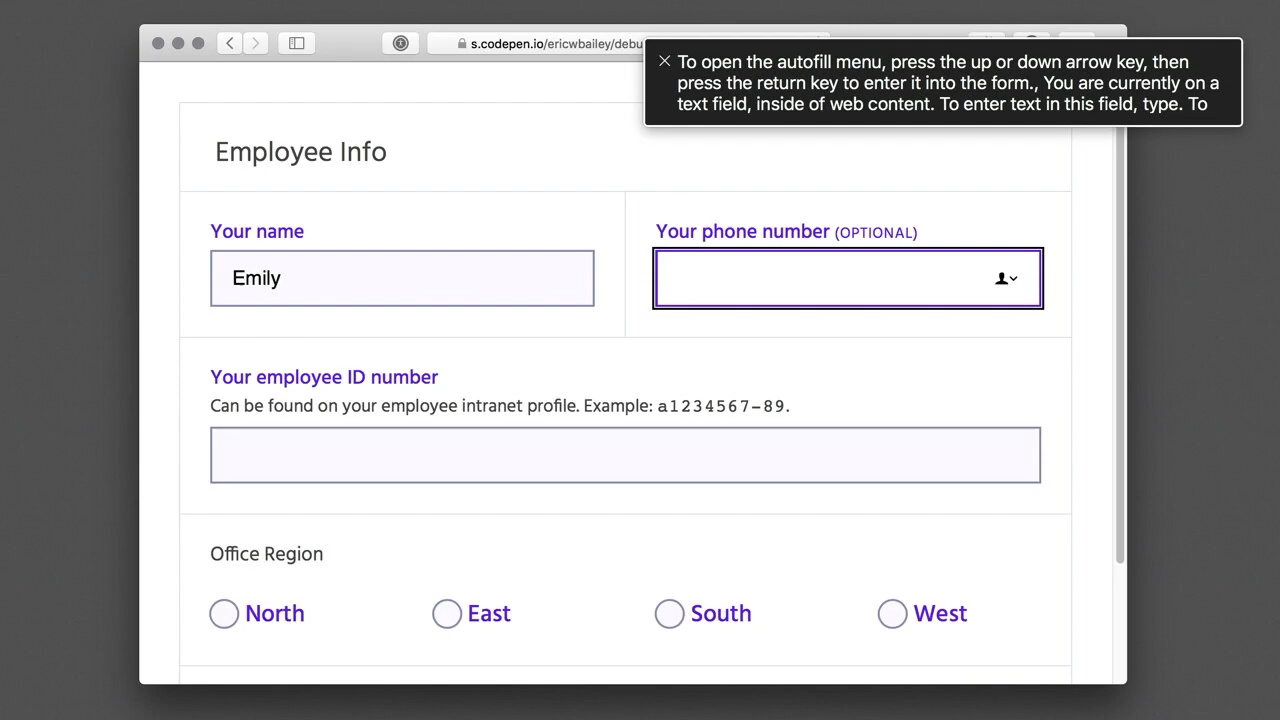 s.codepen.io/ericwbailey/debu
To open the autofill menu, press the up or down arrow key, then
press the return key to enter it into the form., You are currently on a
text field, inside of web content. To enter text in this field, type. To
Employee Info
Your name
Your phone number (OPTIONAL)
Emily
Your employee ID number
Can be found on your employee intranet profile. Example: a1234567-89.
Office Region
North East South West